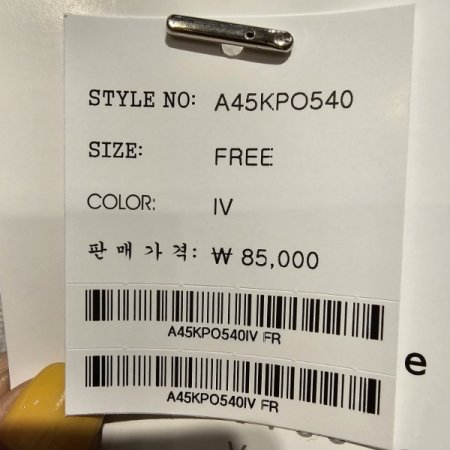 STYLE NO: A45KPO540
SIZE: FREE
COLOR: IV
판매가격: ₩ 85,000
A45KPO540IV FR
A45KPO540IV FR
e